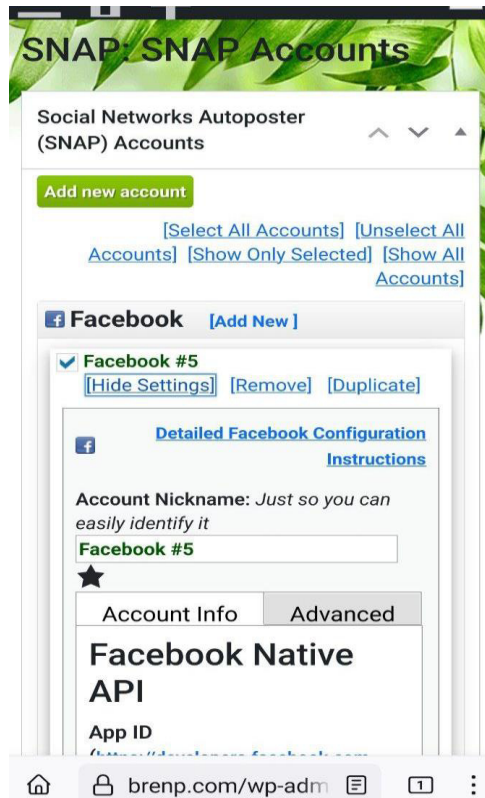 SNAP: SNAP Accounts
Social Networks Autoposter
(SNAP) Accounts
Add new account
[Select All Accounts] [Unselect All
Accounts] [Show Only Selected] [Show All
Accounts]
Facebook [Add New ]
Facebook #5
[Hide Settings] [Remove] [Duplicate]
Detailed Facebook Configuration
Instructions
Account Nickname: Just so you can
easily identify it
Facebook #5
Account Info Advanced
Facebook Native
API
App ID
brenp.com/wp-adm
1